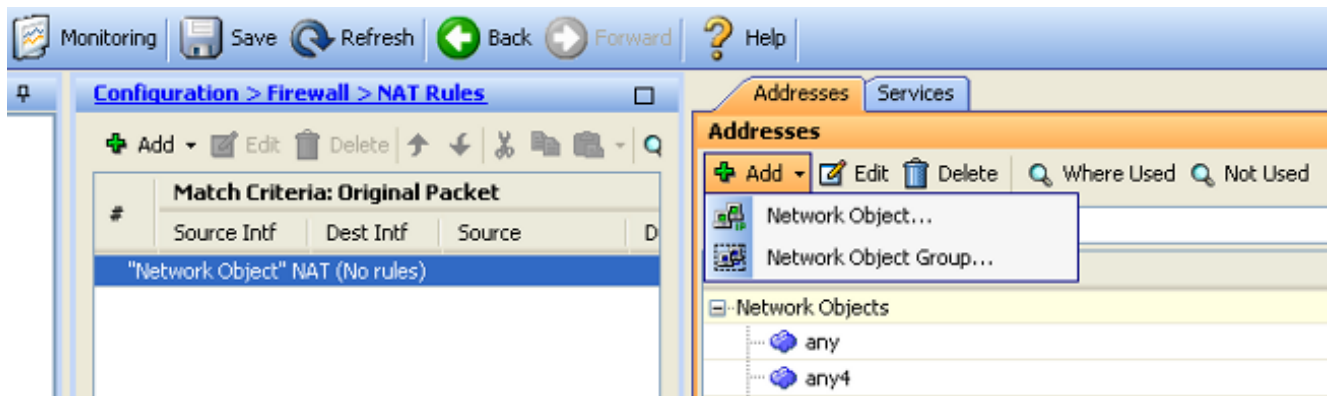 Monitoring Save Refresh Back Forward Help
Configuration > Firewall > NAT Rules
Add Edit Delete
# Match Criteria: Original Packet
Source Intf Dest Intf Source D
"Network Object" NAT (No rules)
Addresses Services
Addresses
Add Edit Delete Where Used Not Used
Network Object...
Network Object Group...
Network Objects
any
any4